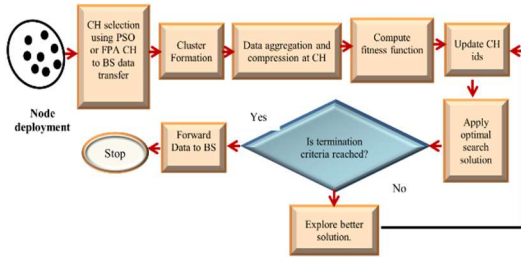 Node
deployment
CH selection
using PSO
or FPA CH
to BS data
transfer
Cluster
Formation
Data aggregation and
compression at CH
Compute
fitness function
Update CH
ids
Apply
optimal
search
solution
Is termination
criteria reached?
Yes
Forward
Data to BS
Stop
No
Explore better
solution.